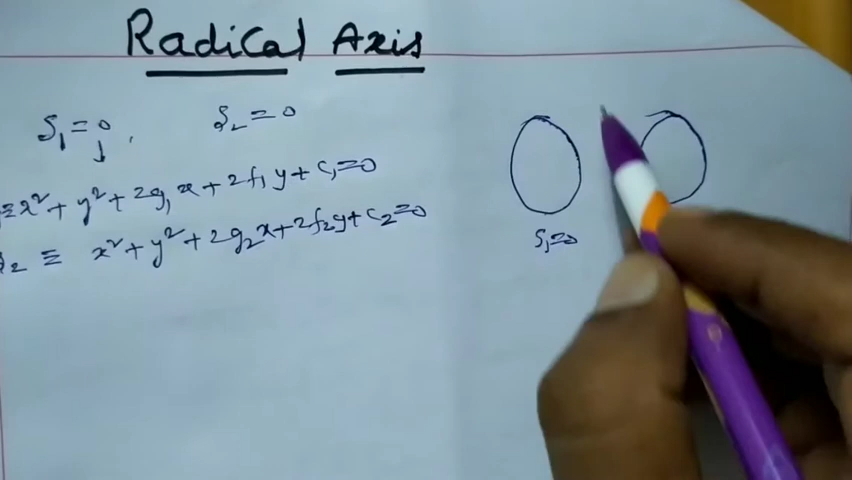 Radical Axis
S₁=0, S₂=0
≡x²+y²+2g₁x+2f₁y+c₁=0
S₂ ≡ x²+y²+2g₂x+2f₂y+c₂=0
S₁=0